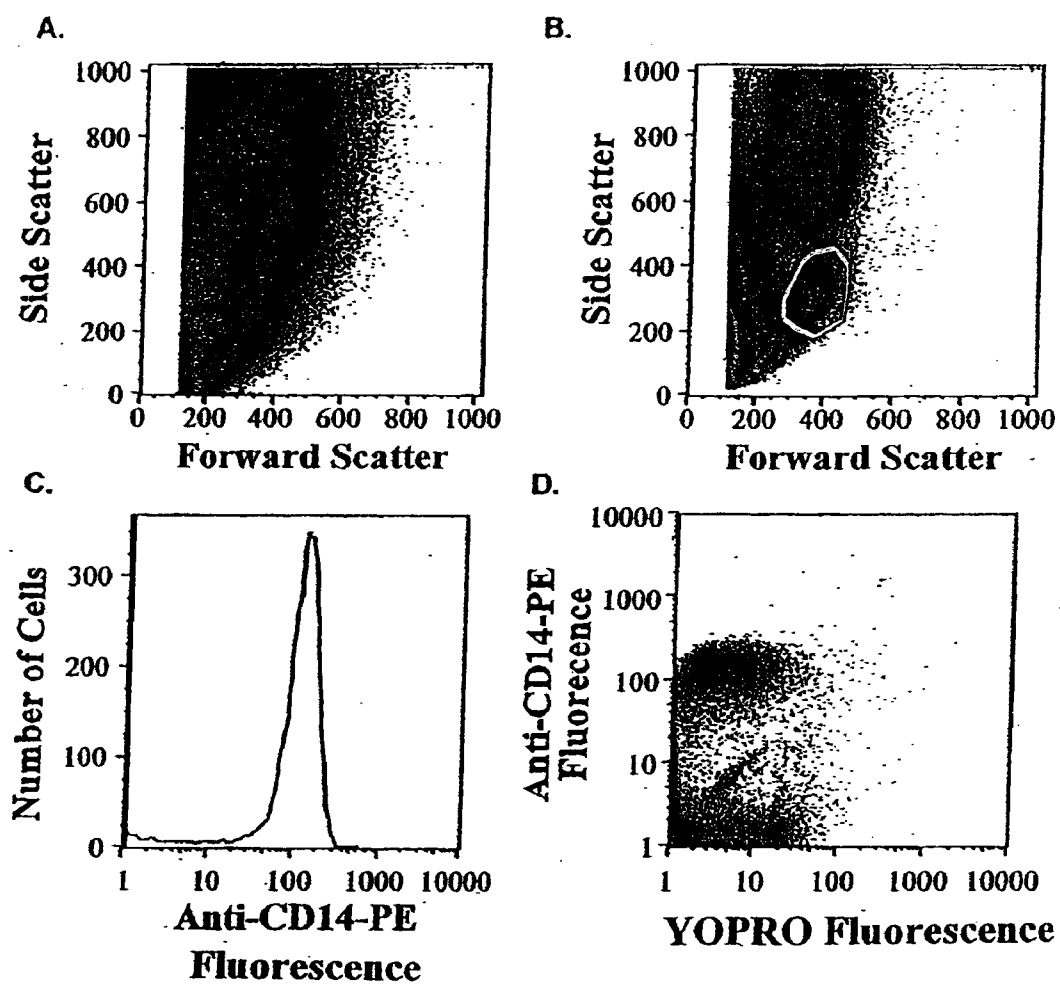 A.
1000
800
600
400
200
0
Side Scatter
0 200 400 600 800 1000
Forward Scatter
B.
1000
800
600
400
200
0
Side Scatter
0 200 400 600 800 1000
Forward Scatter
C.
300
200
100
0
Number of Cells
1 10 100 1000 10000
Anti-CD14-PE
Fluorescence
D.
10000
1000
100
10
1
Anti-CD14-PE
Fluorecence
1 10 100 1000 10000
YOPRO Fluorescence